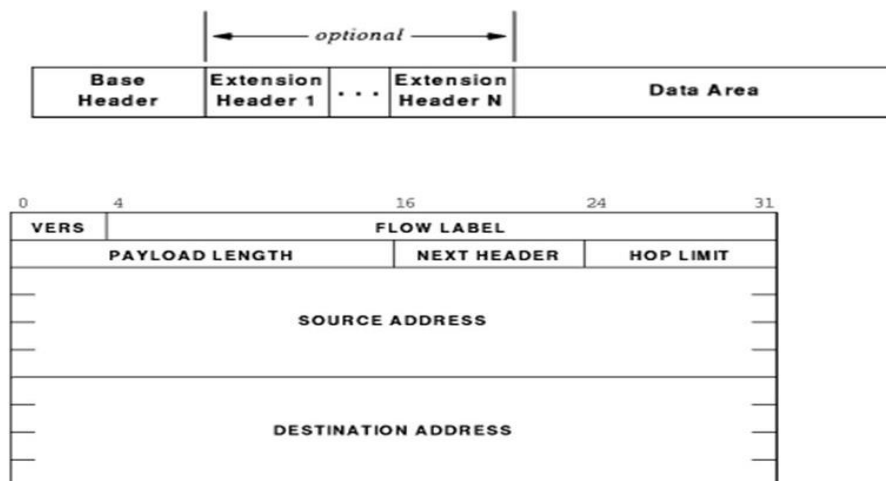 optional
Base Header Extension Header 1 ... Extension Header N Data Area
0 4 16 24 31
VERS FLOW LABEL
PAYLOAD LENGTH NEXT HEADER HOP LIMIT
SOURCE ADDRESS
DESTINATION ADDRESS